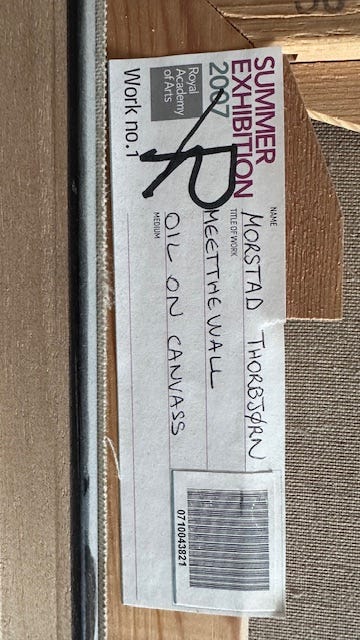 SUMMER
EXHIBITION
2007
R
Royal
Academy
of Arts
Work no.1
NAME
MORSTAD THORBJØRN
TITLE OF WORK
MEETTHEWALL
MEDIUM
OIL ON CANVASS
0710043821